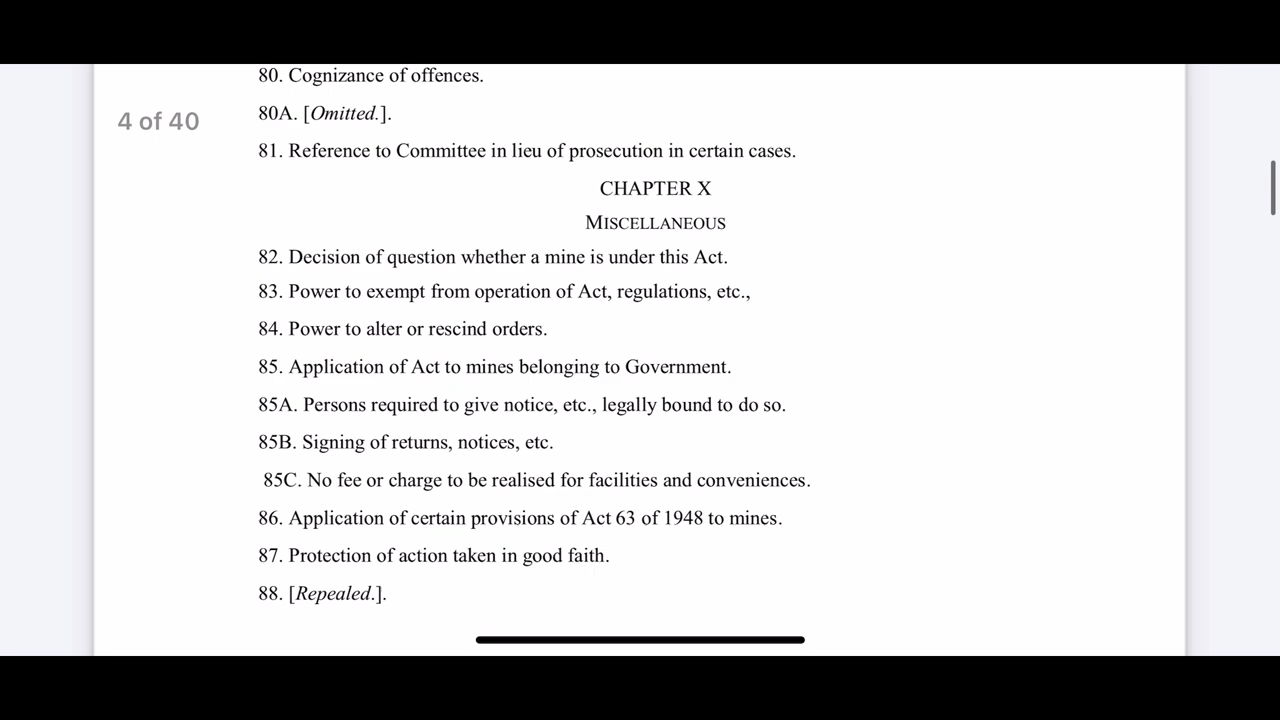 80. Cognizance of offences.
4 of 40
80A. [Omitted.].
81. Reference to Committee in lieu of prosecution in certain cases.
CHAPTER X
MISCELLANEOUS
82. Decision of question whether a mine is under this Act.
83. Power to exempt from operation of Act, regulations, etc.,
84. Power to alter or rescind orders.
85. Application of Act to mines belonging to Government.
85A. Persons required to give notice, etc., legally bound to do so.
85B. Signing of returns, notices, etc.
85C. No fee or charge to be realised for facilities and conveniences.
86. Application of certain provisions of Act 63 of 1948 to mines.
87. Protection of action taken in good faith.
88. [Repealed.].